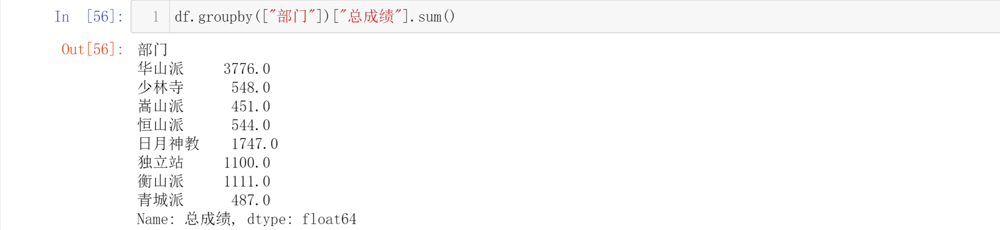 In [56]: 1 df.groupby(["部门"])["总成绩"].sum()
Out[56]: 部门
华山派 3776.0
少林寺 548.0
嵩山派 451.0
恒山派 544.0
日月神教 1747.0
独立站 1100.0
衡山派 1111.0
青城派 487.0
Name: 总成绩, dtype: float64